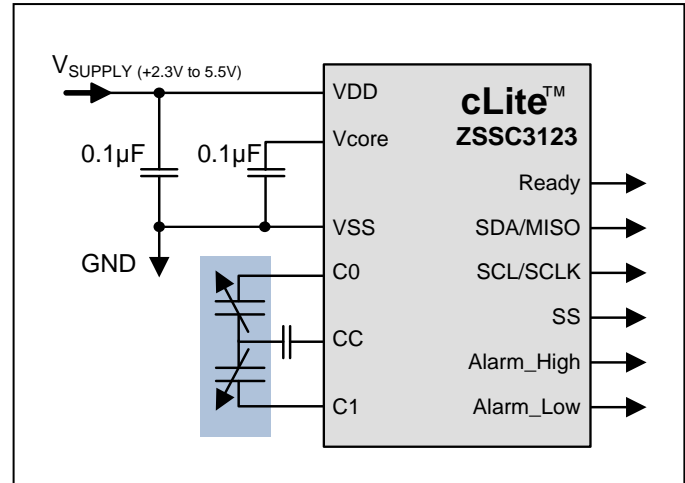 VSUPPLY (+2.3V to 5.5V)
VDD
cLite™
ZSSC3123
Vcore
0.1µF
0.1µF
Ready
VSS
SDA/MISO
GND
C0
SCL/SCLK
SS
CC
Alarm_High
C1
Alarm_Low